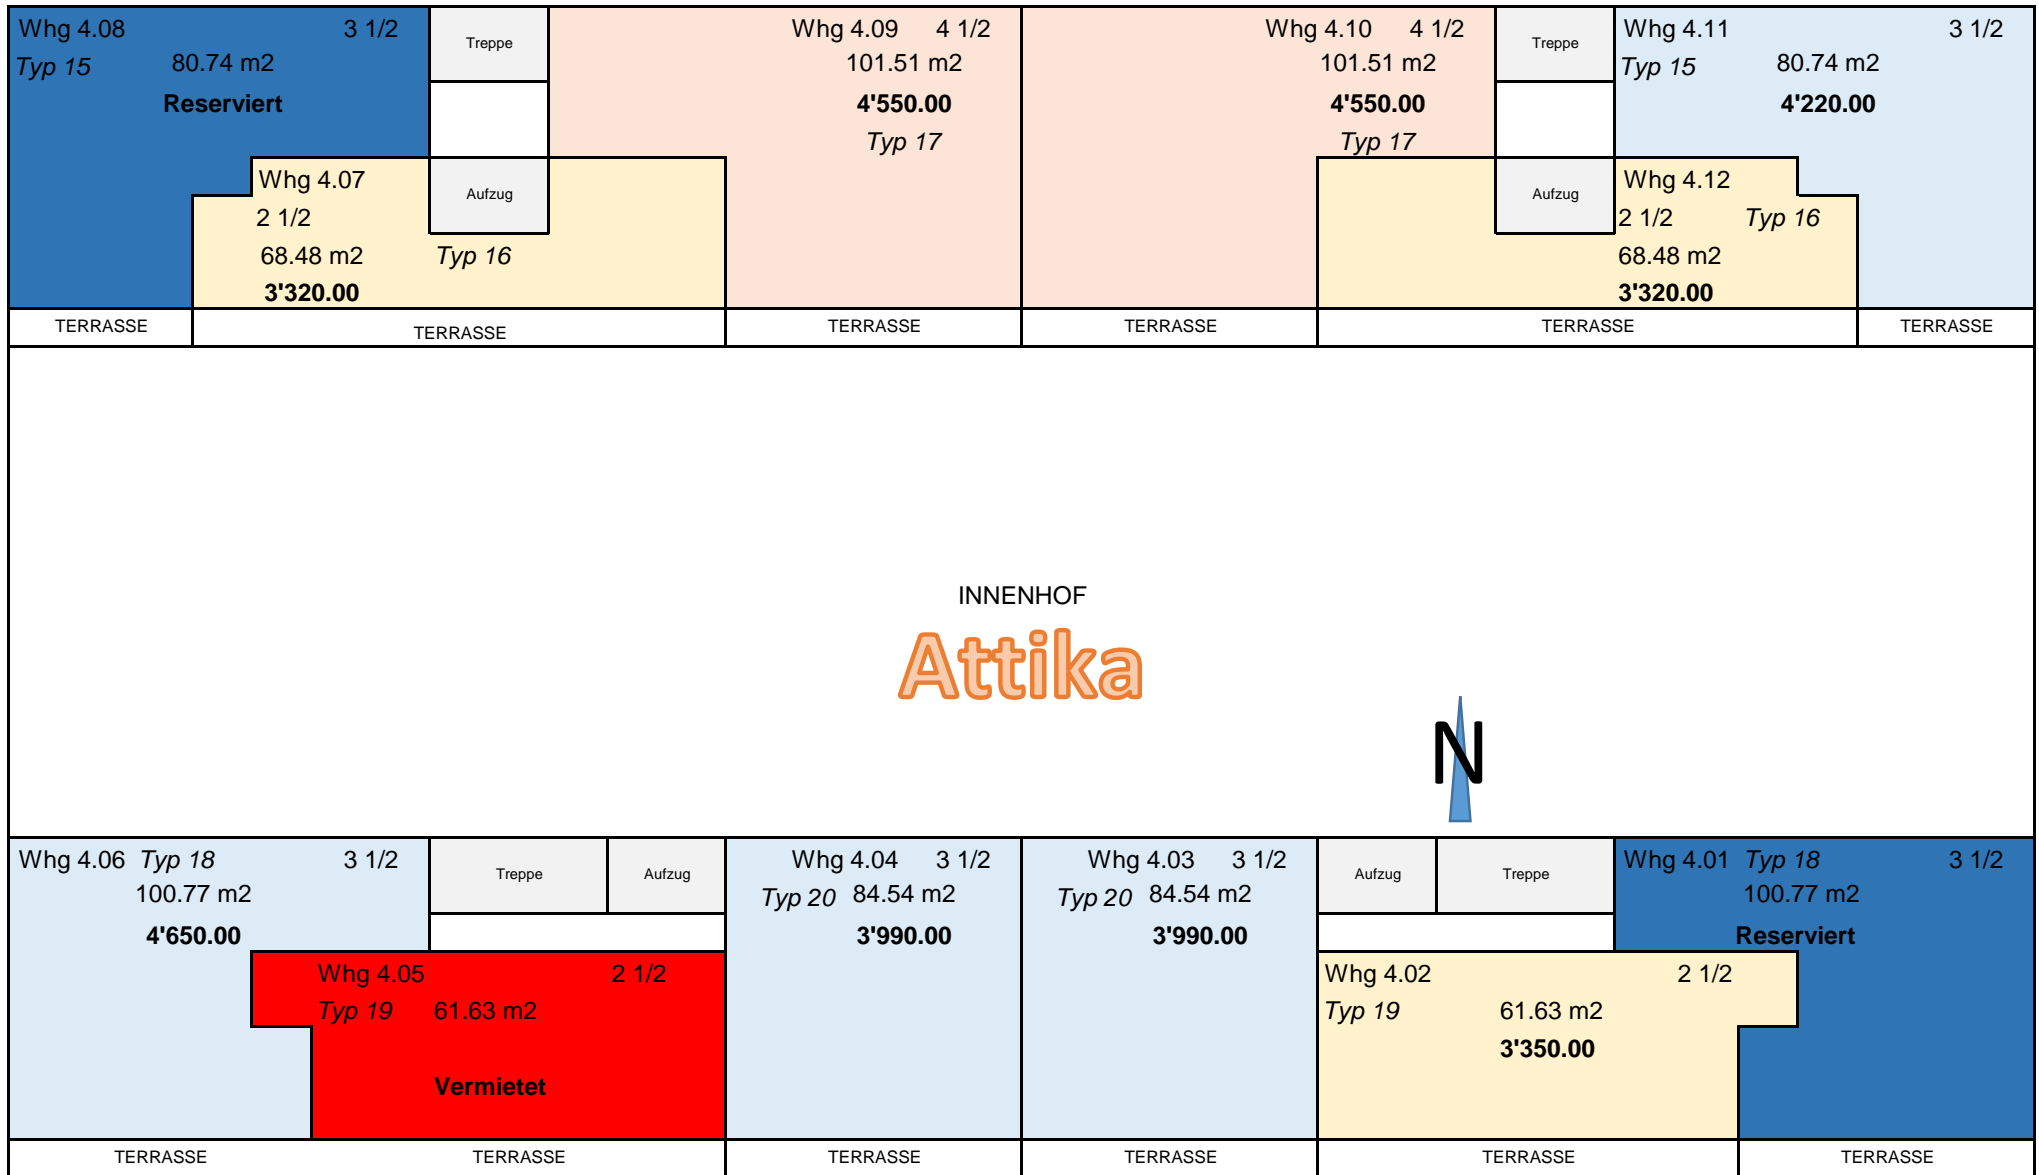 Whg 4.08 3 1/2
Typ 15 80.74 m2
Reserviert
Treppe
Whg 4.09 4 1/2
101.51 m2
4'550.00
Typ 17
Whg 4.10 4 1/2
101.51 m2
4'550.00
Typ 17
Treppe
Whg 4.11 3 1/2
Typ 15 80.74 m2
4'220.00
Whg 4.07
2 1/2
68.48 m2 Typ 16
3'320.00
Aufzug
Aufzug
Whg 4.12
2 1/2 Typ 16
68.48 m2
3'320.00
TERRASSE TERRASSE TERRASSE TERRASSE TERRASSE TERRASSE
INNENHOF
Attika
N
Whg 4.06 Typ 18 3 1/2
100.77 m2
4'650.00
Treppe
Aufzug
Whg 4.04 3 1/2
Typ 20 84.54 m2
3'990.00
Whg 4.03 3 1/2
Typ 20 84.54 m2
3'990.00
Aufzug
Treppe
Whg 4.01 Typ 18 3 1/2
100.77 m2
Reserviert
Whg 4.05 2 1/2
Typ 19 61.63 m2
Vermietet
Whg 4.02 2 1/2
Typ 19 61.63 m2
3'350.00
TERRASSE TERRASSE TERRASSE TERRASSE TERRASSE TERRASSE